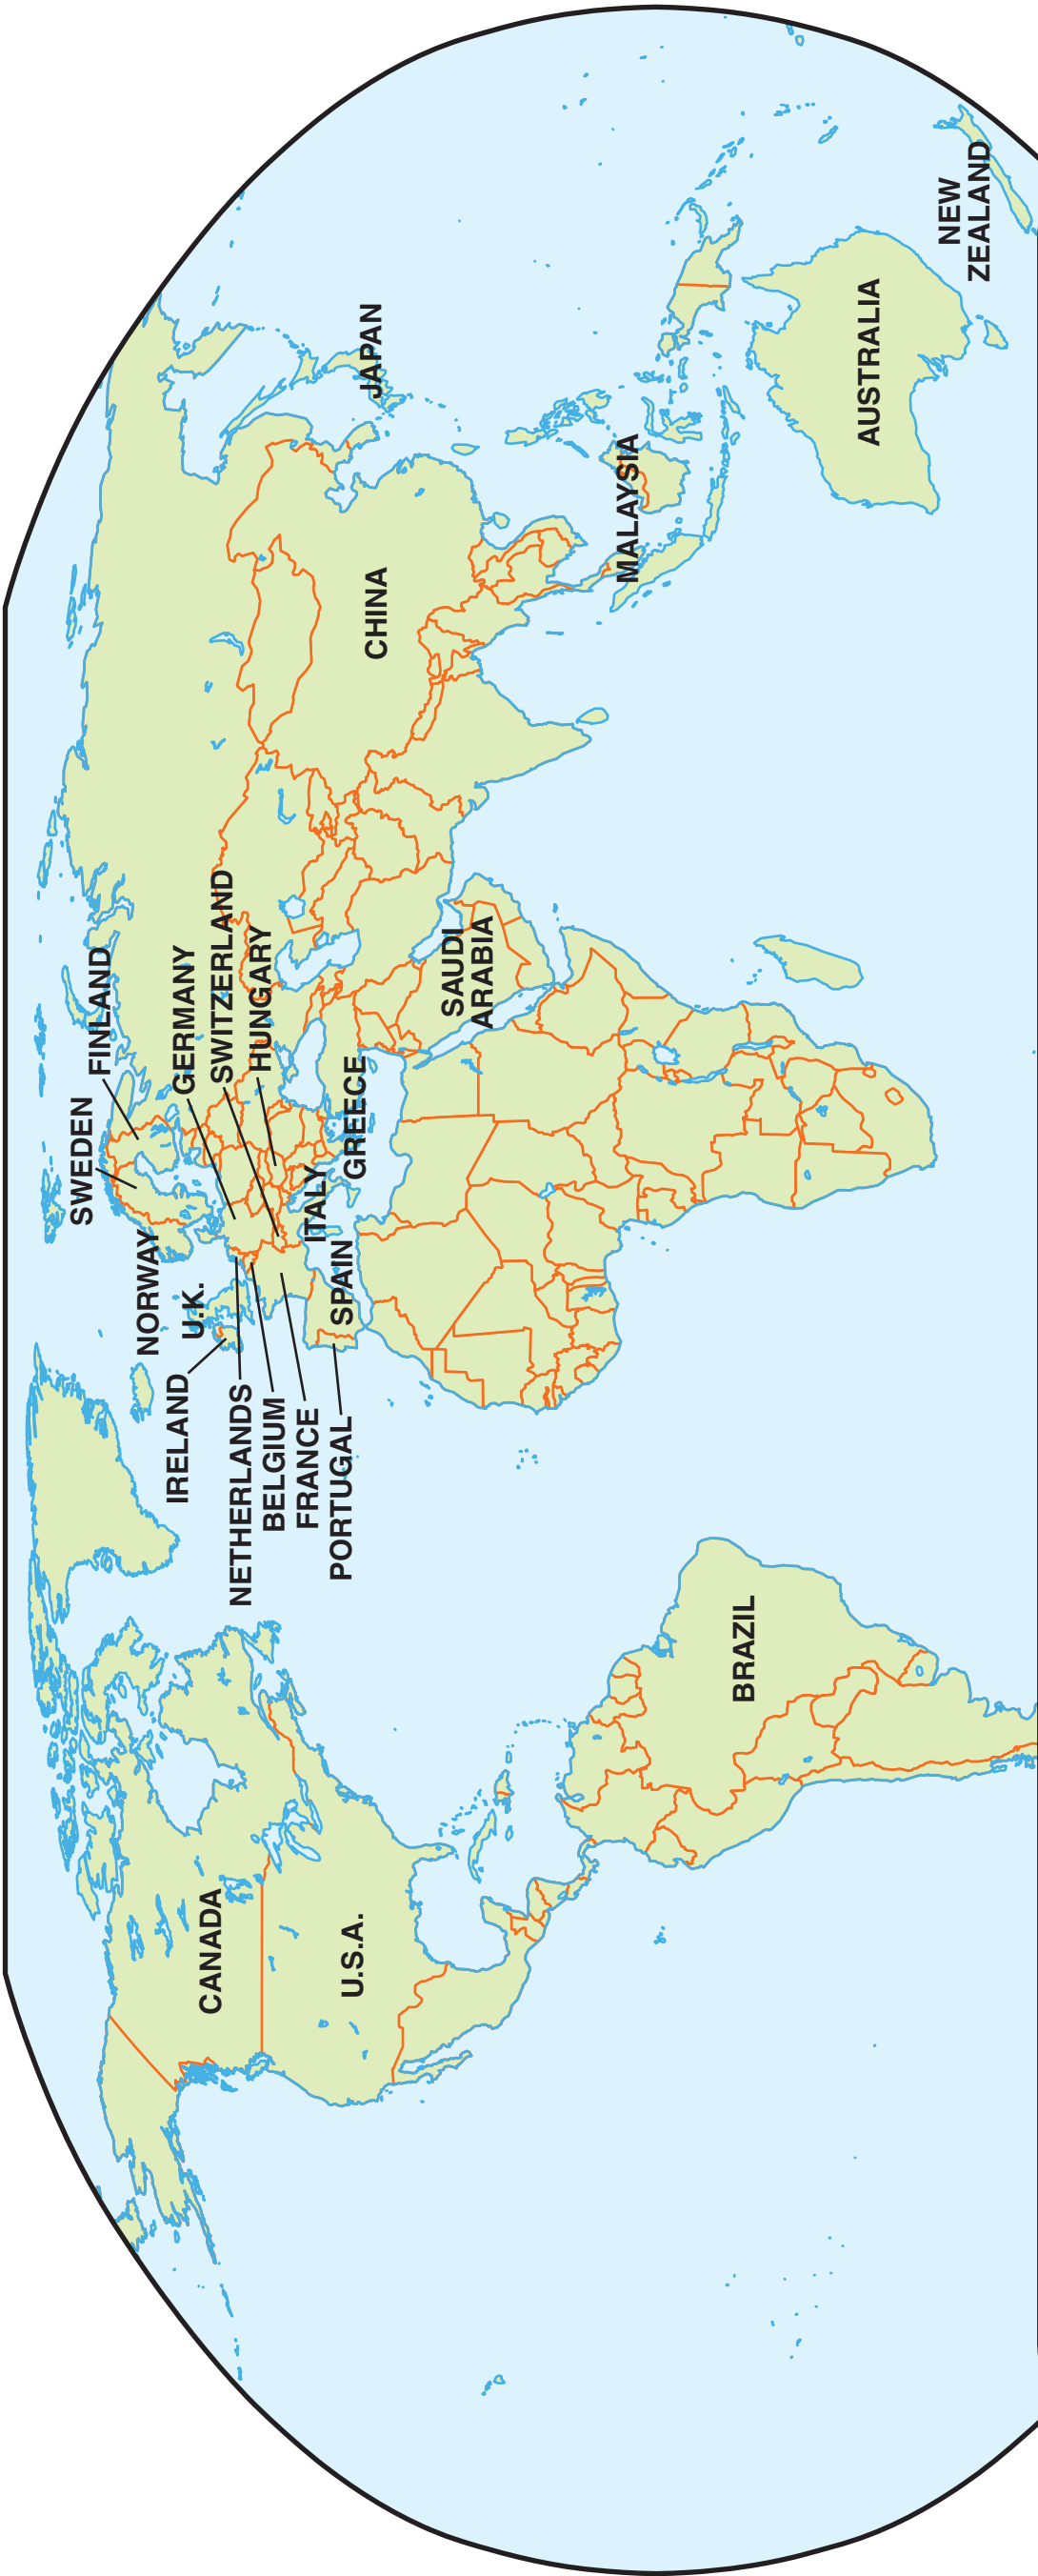 SWEDEN
FINLAND
NORWAY
GERMANY
U.K.
SWITZERLAND
IRELAND
HUNGARY
NETHERLANDS
BELGIUM
FRANCE
PORTUGAL
ITALY
SPAIN
GREECE
CANADA
U.S.A.
CHINA
JAPAN
SAUDI
ARABIA
MALAYSIA
BRAZIL
AUSTRALIA
NEW
ZEALAND